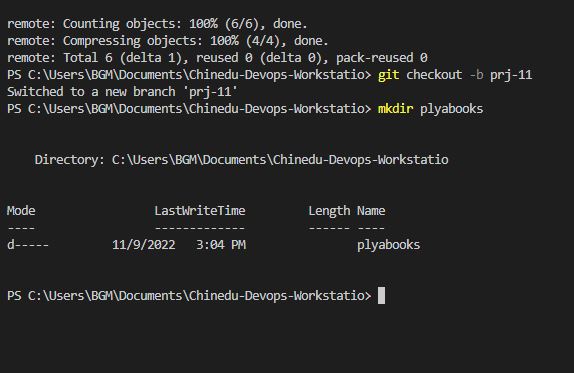 remote: Counting objects: 100% (6/6), done.
remote: Compressing objects: 100% (4/4), done.
remote: Total 6 (delta 1), reused 0 (delta 0), pack-reused 0
PS C:\Users\BGM\Documents\Chinedu-Devops-Workstatio> git checkout -b prj-11
Switched to a new branch 'prj-11'
PS C:\Users\BGM\Documents\Chinedu-Devops-Workstatio> mkdir plyabooks
Directory: C:\Users\BGM\Documents\Chinedu-Devops-Workstatio
Mode LastWriteTime Length Name
---- ------------- ------ ----
d----- 11/9/2022 3:04 PM plyabooks
PS C:\Users\BGM\Documents\Chinedu-Devops-Workstatio>